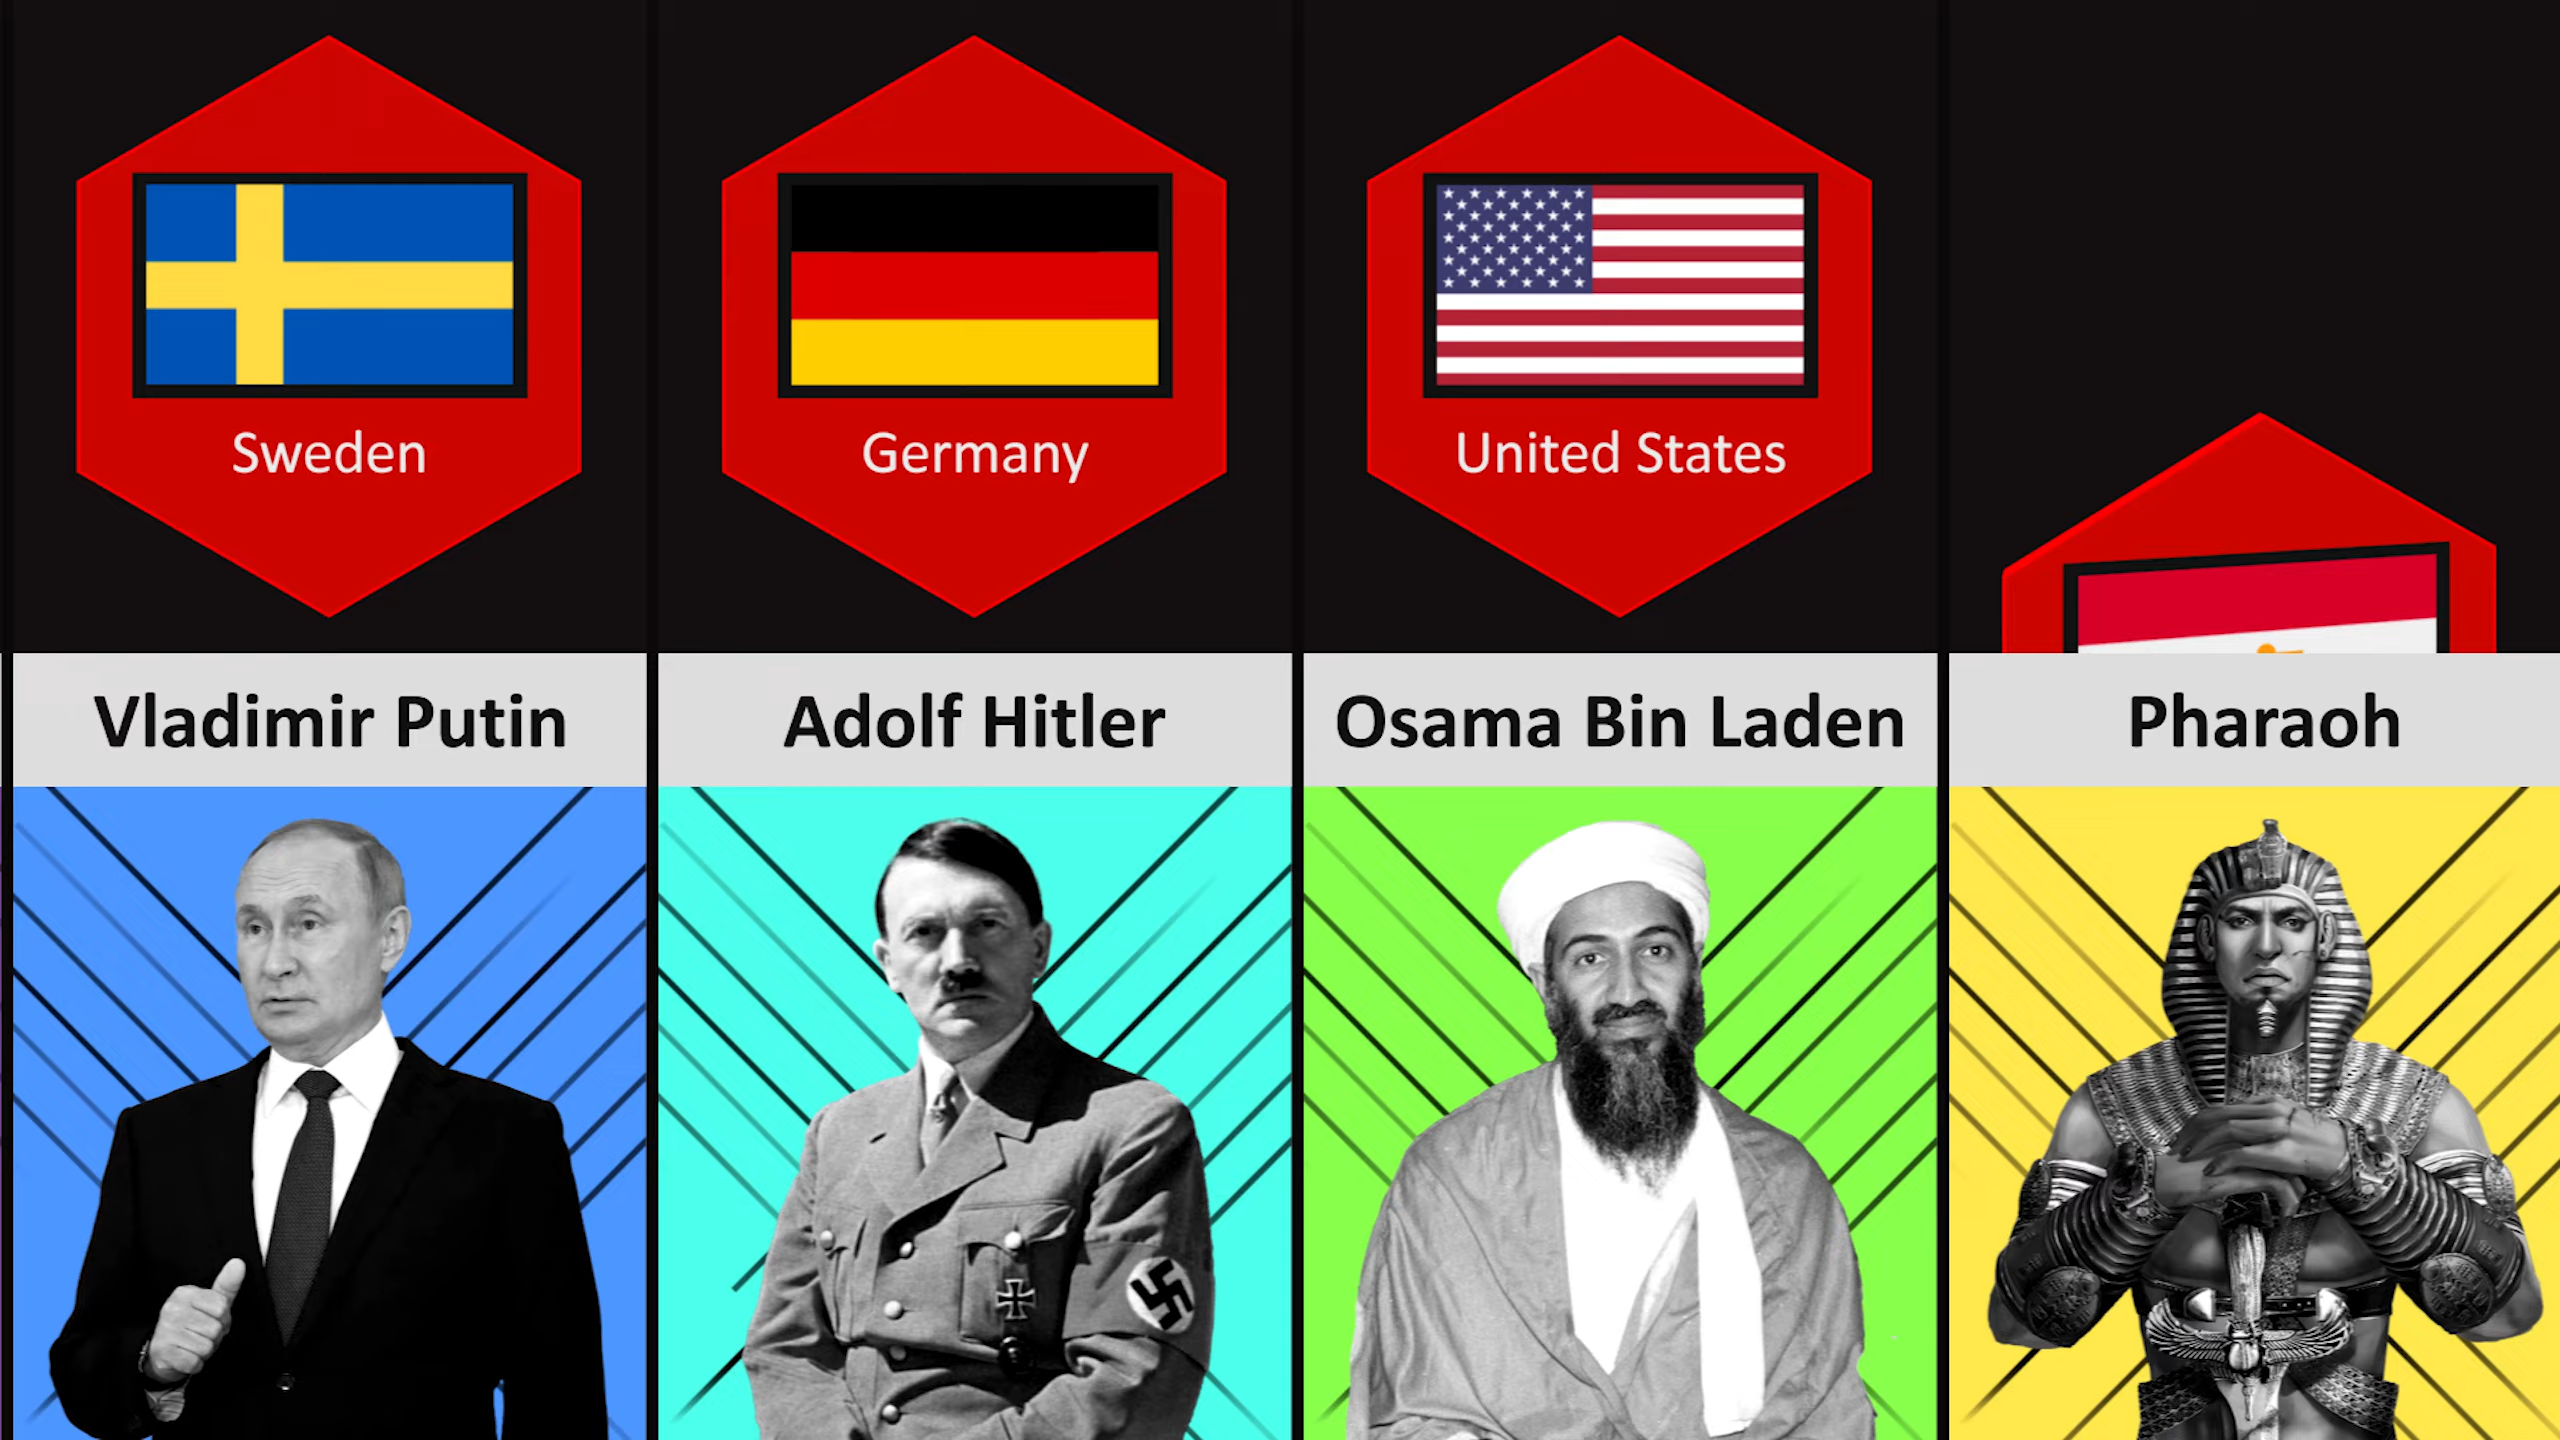 Sweden
Germany
United States
Vladimir Putin
Adolf Hitler
Osama Bin Laden
Pharaoh